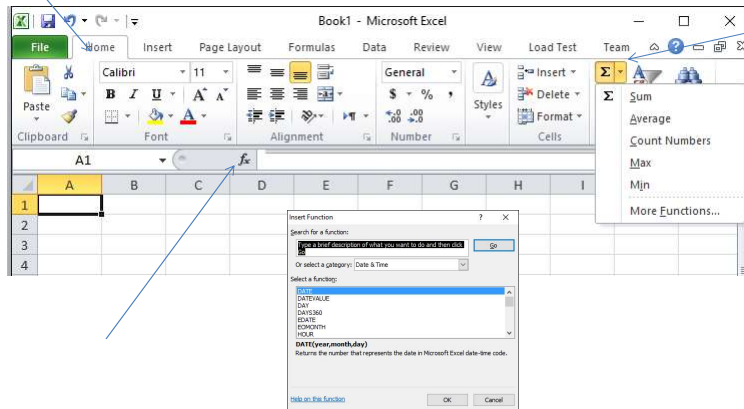 Book1 - Microsoft Excel
File Home Insert Page Layout Formulas Data Review View Load Test Team
Calibri 11 General Insert Σ
Paste B I U A A $ % , Styles Delete
A .00 .00 Format
Clipboard Font Alignment Number Cells
Σ Sum
Average
Count Numbers
Max
Min
More Functions...
A1 fx
A B C D E F G H I
1
2
3
4
Insert Function ? X
Search for a function:
Type a brief description of what you want to do and then click Go
Go
Or select a category: Date & Time
Select a function:
DATE
DATEVALUE
DAY
DAYS360
EDATE
EOMONTH
HOUR
DATE(year,month,day)
Returns the number that represents the date in Microsoft Excel date-time code.
Help on this function OK Cancel